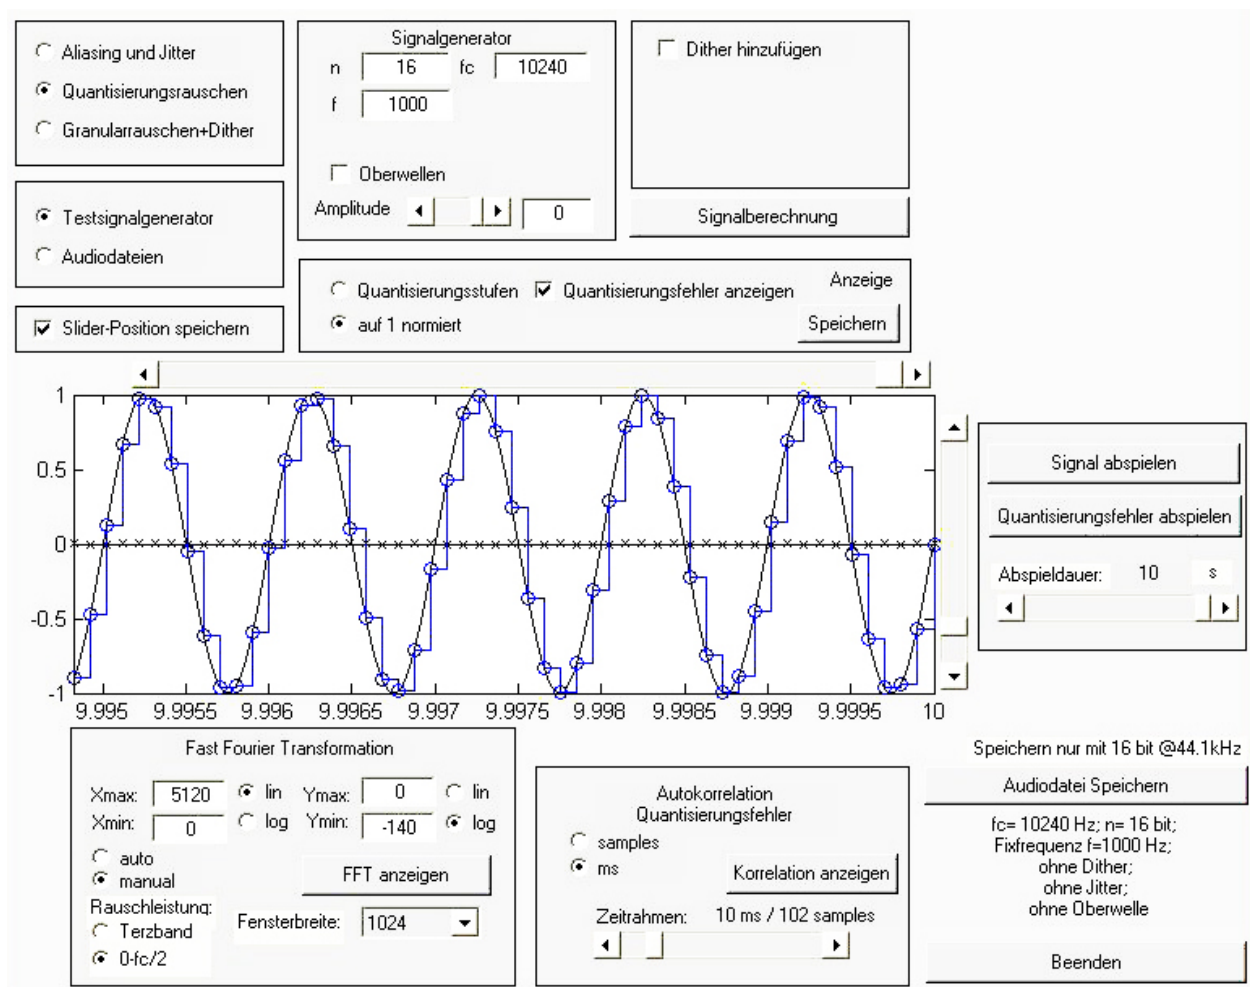 Aliasing und Jitter
Quantisierungsrauschen
Granularrauschen+Dither
Testsignalgenerator
Audiodateien
Slider-Position speichern
Signalgenerator
n 16 fc 10240
f 1000
Oberwellen
Amplitude 0
Dither hinzufügen
Signalberechnung
Anzeige
Quantisierungsstufen Quantisierungsfehler anzeigen
auf 1 normiert Speichern
1
0.5
0
-0.5
-1
9.995 9.9955 9.996 9.9965 9.997 9.9975 9.998 9.9985 9.999 9.9995 10
Signal abspielen
Quantisierungsfehler abspielen
Abspieldauer: 10 s
Fast Fourier Transformation
Xmax: 5120 lin Ymax: 0 lin
Xmin: 0 log Ymin: -140 log
auto
manual
FFT anzeigen
Rauschleistung:
Terzband
0-fc/2
Fensterbreite: 1024
Autokorrelation
Quantisierungsfehler
samples
ms
Korrelation anzeigen
Zeitrahmen: 10 ms / 102 samples
Speichern nur mit 16 bit @44.1kHz
Audiodatei Speichern
fc= 10240 Hz; n= 16 bit;
Fixfrequenz f=1000 Hz;
ohne Dither;
ohne Jitter;
ohne Oberwelle
Beenden